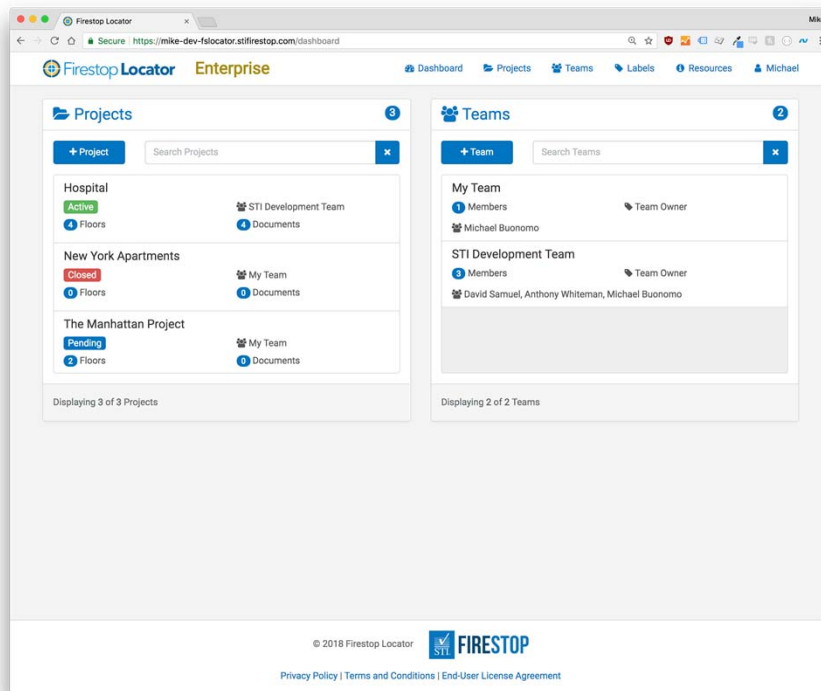 Firestop Locator
Mik
Secure | https://mike-dev-fslocator.stifirestop.com/dashboard
Firestop Locator Enterprise
Dashboard Projects Teams Labels Resources Michael
Projects 3
+ Project Search Projects
Hospital
Active STI Development Team
4 Floors 4 Documents
New York Apartments
Closed My Team
0 Floors 0 Documents
The Manhattan Project
Pending My Team
2 Floors 0 Documents
Displaying 3 of 3 Projects
Teams 2
+ Team Search Teams
My Team
1 Members Team Owner
Michael Buonomo
STI Development Team
3 Members Team Owner
David Samuel, Anthony Whiteman, Michael Buonomo
Displaying 2 of 2 Teams
© 2018 Firestop Locator STI FIRESTOP
Privacy Policy | Terms and Conditions | End-User License Agreement